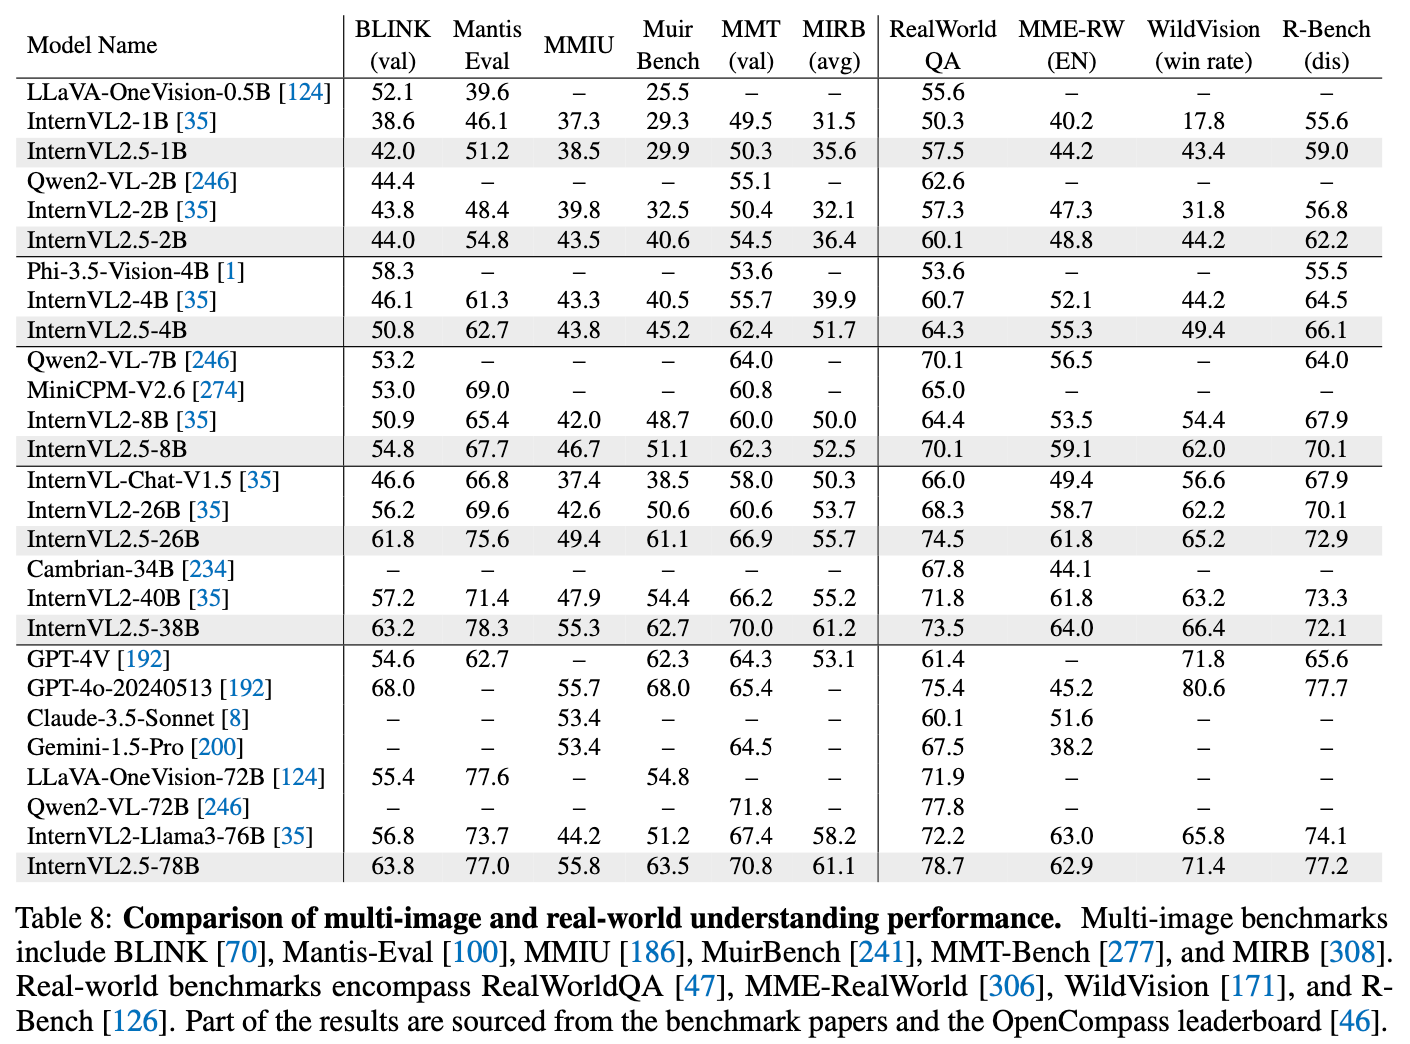 Model Name BLINK (val) Mantis Eval MMIU Muir Bench MMT (val) MIRB (avg) RealWorld QA MME-RW (EN) WildVision (win rate) R-Bench (dis)
LLaVA-OneVision-0.5B [124] 52.1 39.6 – 25.5 – – 55.6 – – –
InternVL2-1B [35] 38.6 46.1 37.3 29.3 49.5 31.5 50.3 40.2 17.8 55.6
InternVL2.5-1B 42.0 51.2 38.5 29.9 50.3 35.6 57.5 44.2 43.4 59.0
Qwen2-VL-2B [246] 44.4 – – – 55.1 – 62.6 – – –
InternVL2-2B [35] 43.8 48.4 39.8 32.5 50.4 32.1 57.3 47.3 31.8 56.8
InternVL2.5-2B 44.0 54.8 43.5 40.6 54.5 36.4 60.1 48.8 44.2 62.2
Phi-3.5-Vision-4B [1] 58.3 – – – 53.6 – 53.6 – – 55.5
InternVL2-4B [35] 46.1 61.3 43.3 40.5 55.7 39.9 60.7 52.1 44.2 64.5
InternVL2.5-4B 50.8 62.7 43.8 45.2 62.4 51.7 64.3 55.3 49.4 66.1
Qwen2-VL-7B [246] 53.2 – – – 64.0 – 70.1 56.5 – 64.0
MiniCPM-V2.6 [274] 53.0 69.0 – – 60.8 – 65.0 – – –
InternVL2-8B [35] 50.9 65.4 42.0 48.7 60.0 50.0 64.4 53.5 54.4 67.9
InternVL2.5-8B 54.8 67.7 46.7 51.1 62.3 52.5 70.1 59.1 62.0 70.1
InternVL-Chat-V1.5 [35] 46.6 66.8 37.4 38.5 58.0 50.3 66.0 49.4 56.6 67.9
InternVL2-26B [35] 56.2 69.6 42.6 50.6 60.6 53.7 68.3 58.7 62.2 70.1
InternVL2.5-26B 61.8 75.6 49.4 61.1 66.9 55.7 74.5 61.8 65.2 72.9
Cambrian-34B [234] – – – – – – 67.8 44.1 – –
InternVL2-40B [35] 57.2 71.4 47.9 54.4 66.2 55.2 71.8 61.8 63.2 73.3
InternVL2.5-38B 63.2 78.3 55.3 62.7 70.0 61.2 73.5 64.0 66.4 72.1
GPT-4V [192] 54.6 62.7 – 62.3 64.3 53.1 61.4 – 71.8 65.6
GPT-4o-20240513 [192] 68.0 – 55.7 68.0 65.4 – 75.4 45.2 80.6 77.7
Claude-3.5-Sonnet [8] – – 53.4 – – – 60.1 51.6 – –
Gemini-1.5-Pro [200] – – 53.4 – 64.5 – 67.5 38.2 – –
LLaVA-OneVision-72B [124] 55.4 77.6 – 54.8 – – 71.9 – – –
Qwen2-VL-72B [246] – – – – 71.8 – 77.8 – – –
InternVL2-Llama3-76B [35] 56.8 73.7 44.2 51.2 67.4 58.2 72.2 63.0 65.8 74.1
InternVL2.5-78B 63.8 77.0 55.8 63.5 70.8 61.1 78.7 62.9 71.4 77.2
Table 8: Comparison of multi-image and real-world understanding performance. Multi-image benchmarks
include BLINK [70], Mantis-Eval [100], MMIU [186], MuirBench [241], MMT-Bench [277], and MIRB [308].
Real-world benchmarks encompass RealWorldQA [47], MME-RealWorld [306], WildVision [171], and R-
Bench [126]. Part of the results are sourced from the benchmark papers and the OpenCompass leaderboard [46].